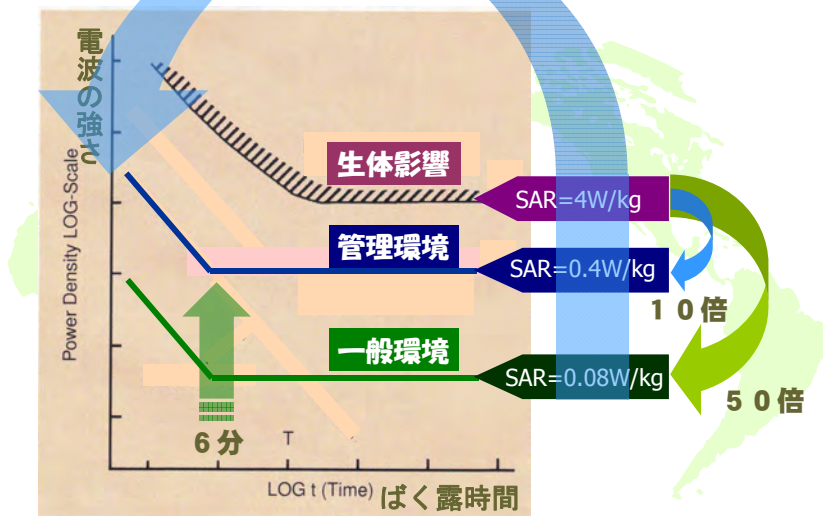 電波の強さ
Power Density LOG-Scale
生体影響
SAR=4W/kg
管理環境
SAR=0.4W/kg
10倍
一般環境
SAR=0.08W/kg
50倍
6分
T
LOG t (Time)
ばく露時間